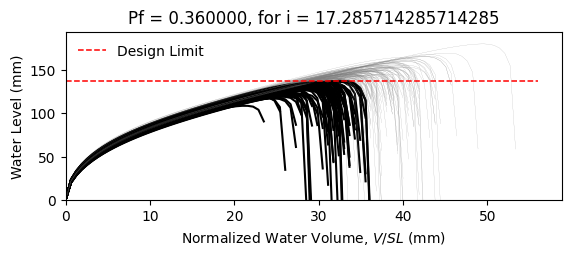 Pf = 0.360000, for i = 17.285714285714285
Design Limit
Water Level (mm)
150
100
50
0
0 10 20 30 40 50
Normalized Water Volume, V/SL (mm)